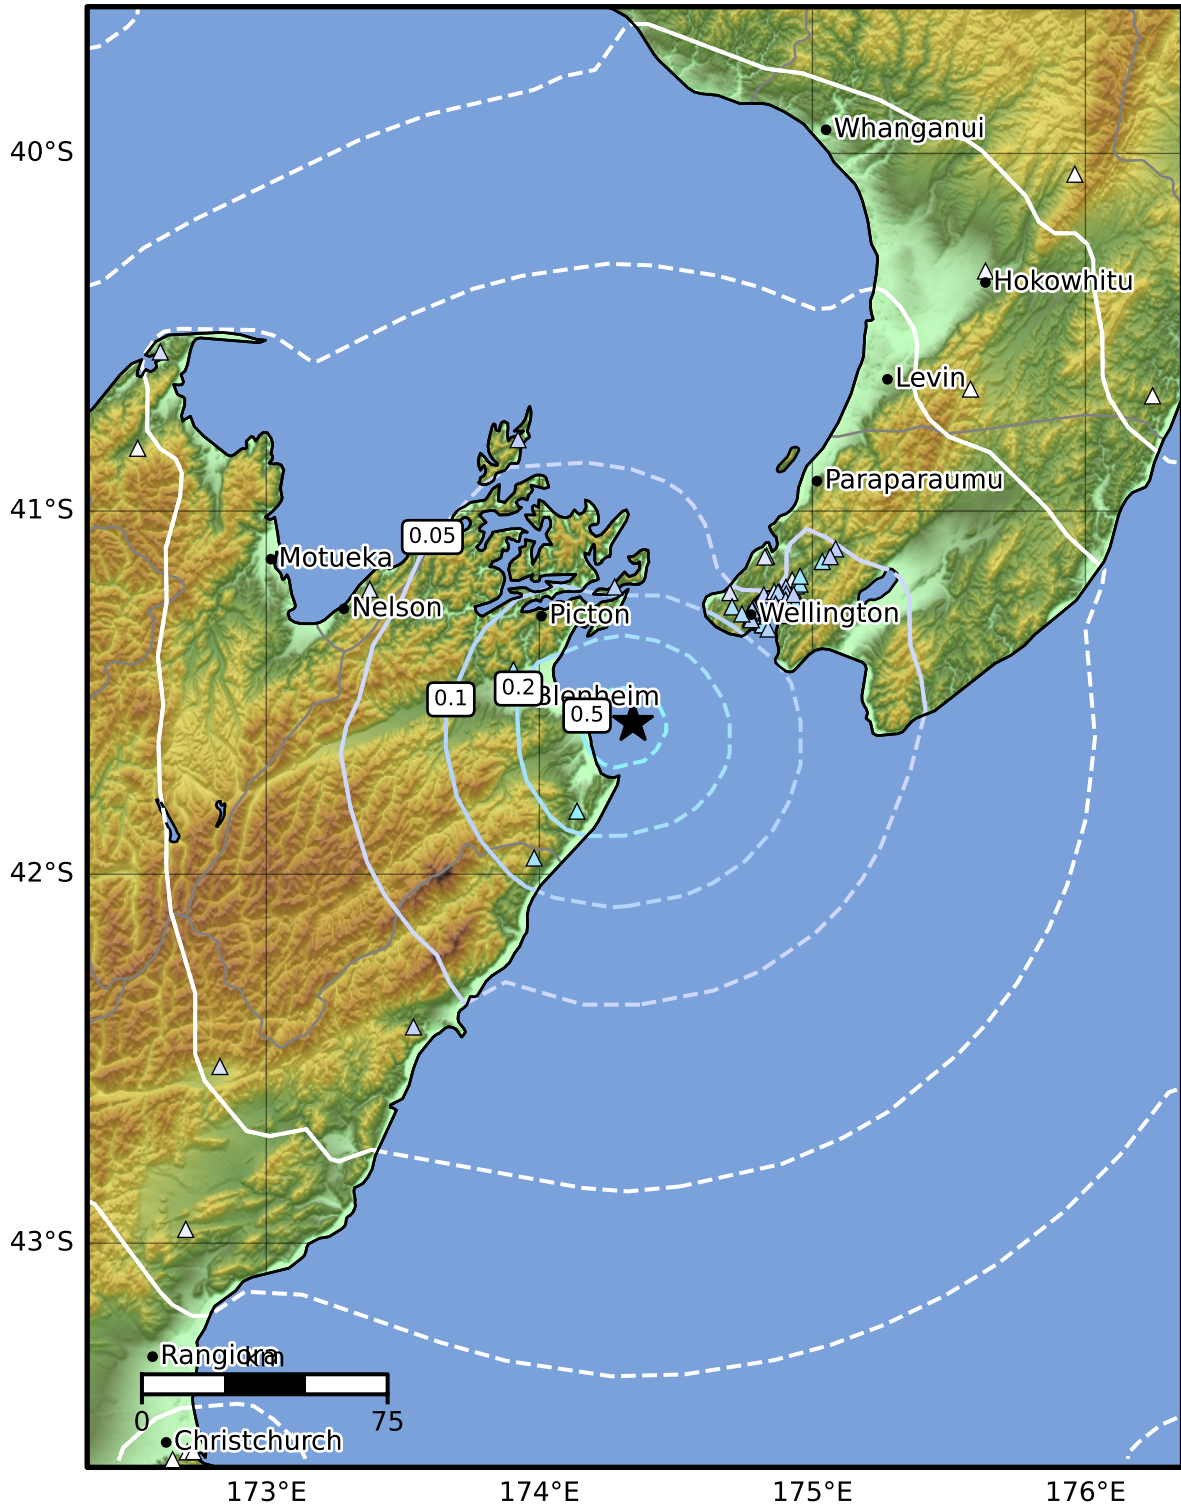 Whanganui
40°S
Hokowhitu
Levin
Paraparaumu
41°S
0.05
Motueka
Nelson
Picton
Wellington
0.1
0.2
Blenheim
0.5
42°S
43°S
Rangiora
km
0
75
Christchurch
173°E
174°E
175°E
176°E